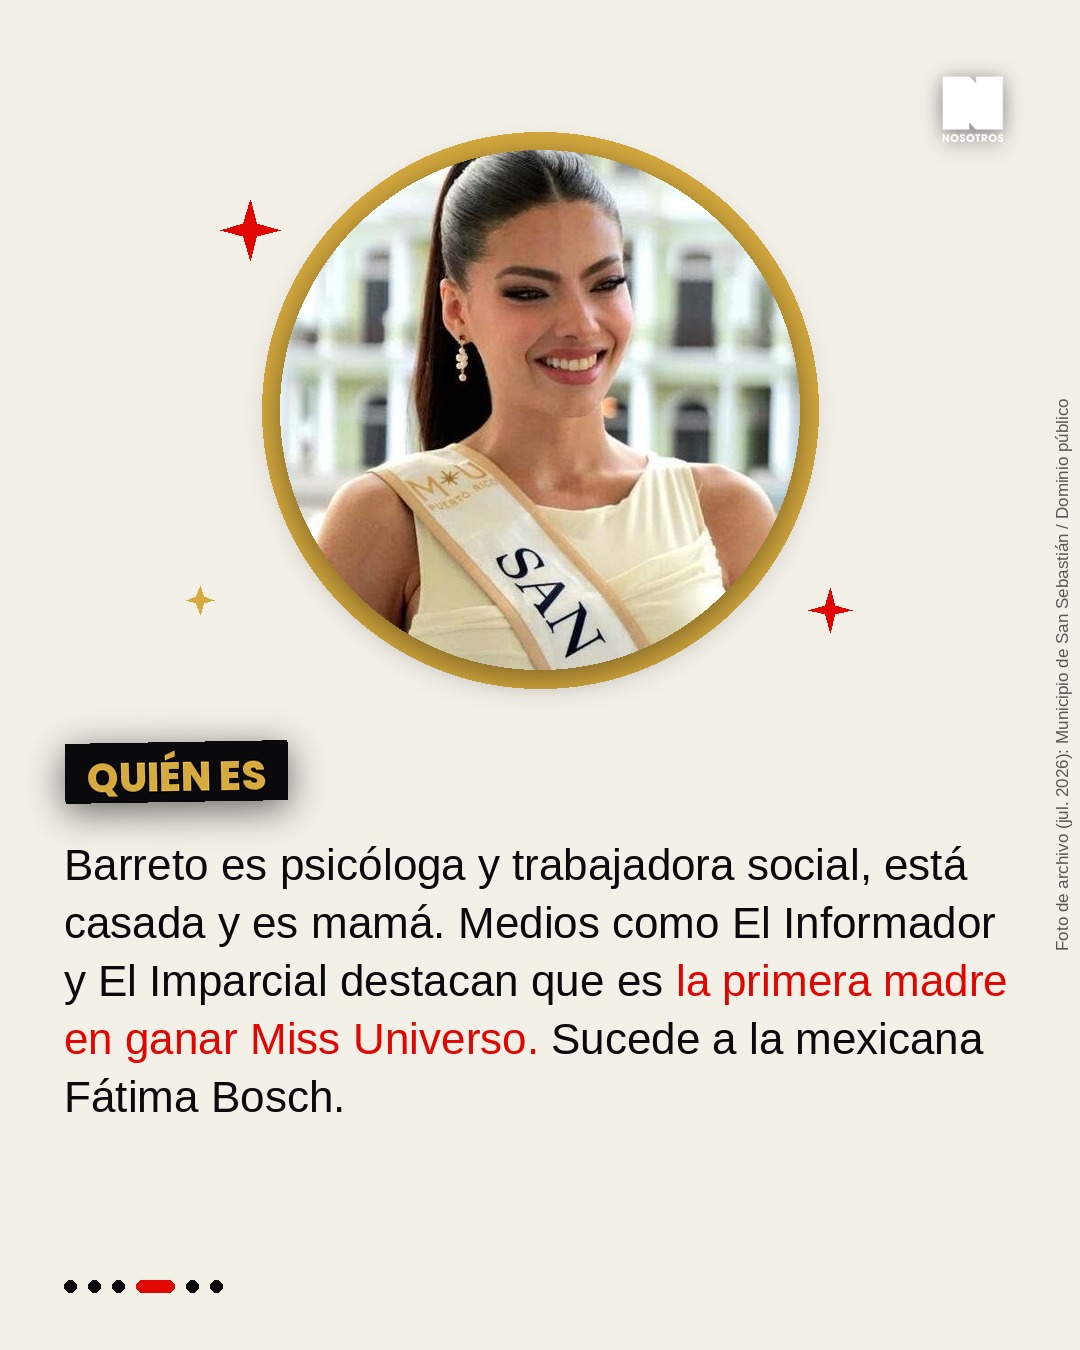 NOSOTROS
M U
PUERTO RICO
SAN
QUIÉN ES
Barreto es psicóloga y trabajadora social, está
casada y es mamá. Medios como El Informador
y El Imparcial destacan que es la primera madre
en ganar Miss Universo. Sucede a la mexicana
Fátima Bosch.
Foto de archivo (jul. 2026): Municipio de San Sebastián / Dominio público